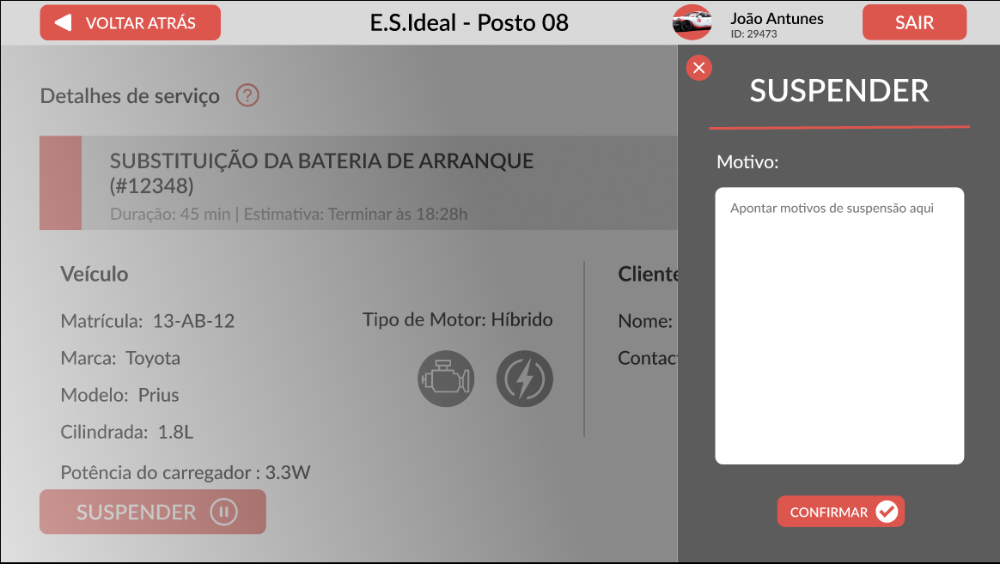 VOLTAR ATRÁS
E.S.Ideal - Posto 08
João Antunes
ID: 29473
SAIR
Detalhes de serviço ?
SUBSTITUIÇÃO DA BATERIA DE ARRANQUE
(#12348)
Duração: 45 min | Estimativa: Terminar às 18:28h
Veículo
Matrícula: 13-AB-12
Marca: Toyota
Modelo: Prius
Cilindrada: 1.8L
Potência do carregador : 3.3W
Tipo de Motor: Híbrido
Cliente
Nome:
Contac
SUSPENDER
SUSPENDER
Motivo:
Apontar motivos de suspensão aqui
CONFIRMAR